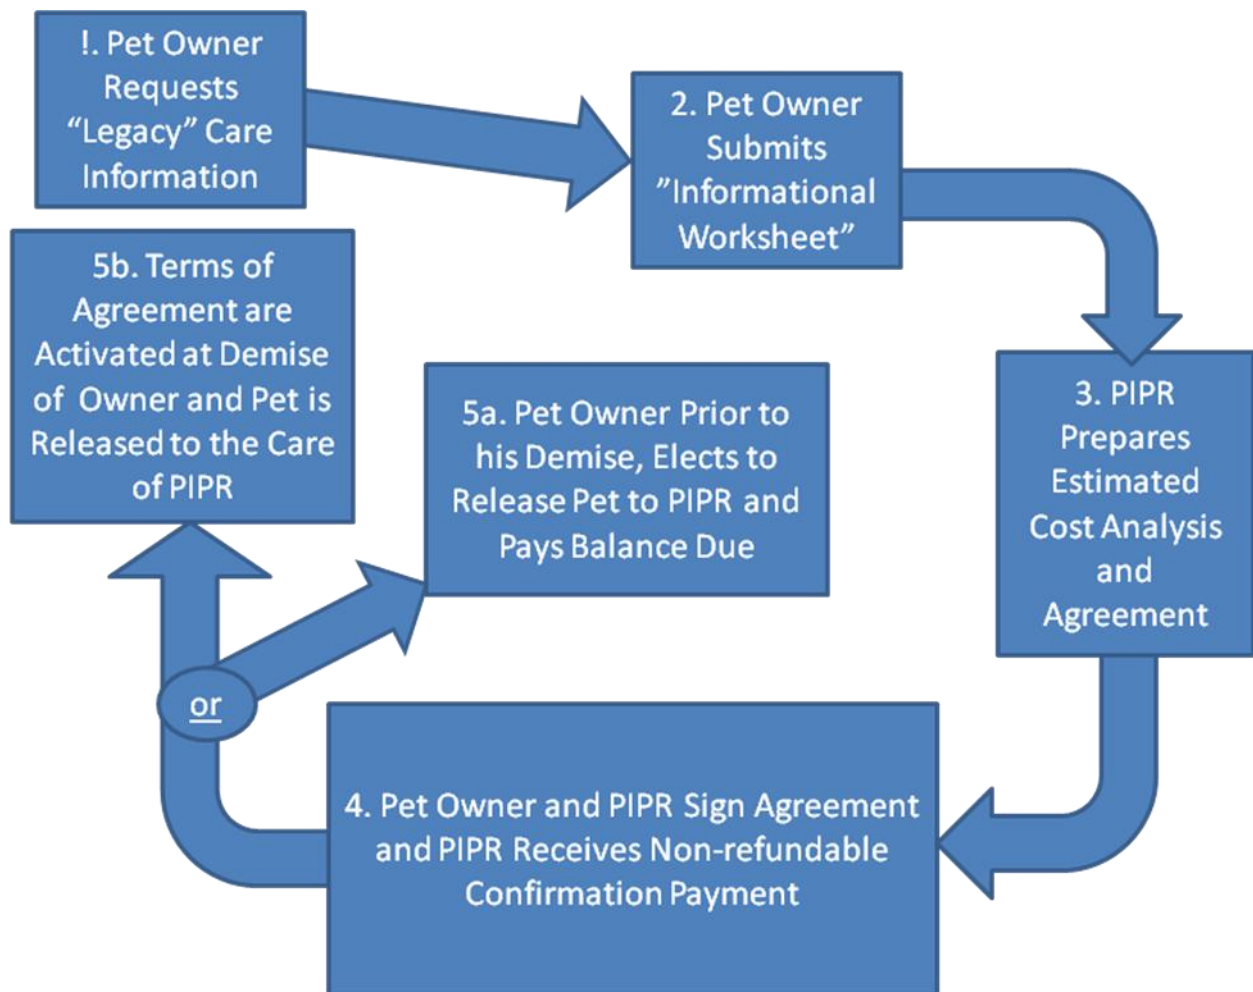 !. Pet Owner
Requests
“Legacy” Care
Information
2. Pet Owner
Submits
”Informational
Worksheet”
3. PIPR
Prepares
Estimated
Cost Analysis
and
Agreement
4. Pet Owner and PIPR Sign Agreement
and PIPR Receives Non-refundable
Confirmation Payment
or
5a. Pet Owner Prior to
his Demise, Elects to
Release Pet to PIPR and
Pays Balance Due
5b. Terms of
Agreement are
Activated at Demise
of Owner and Pet is
Released to the Care
of PIPR